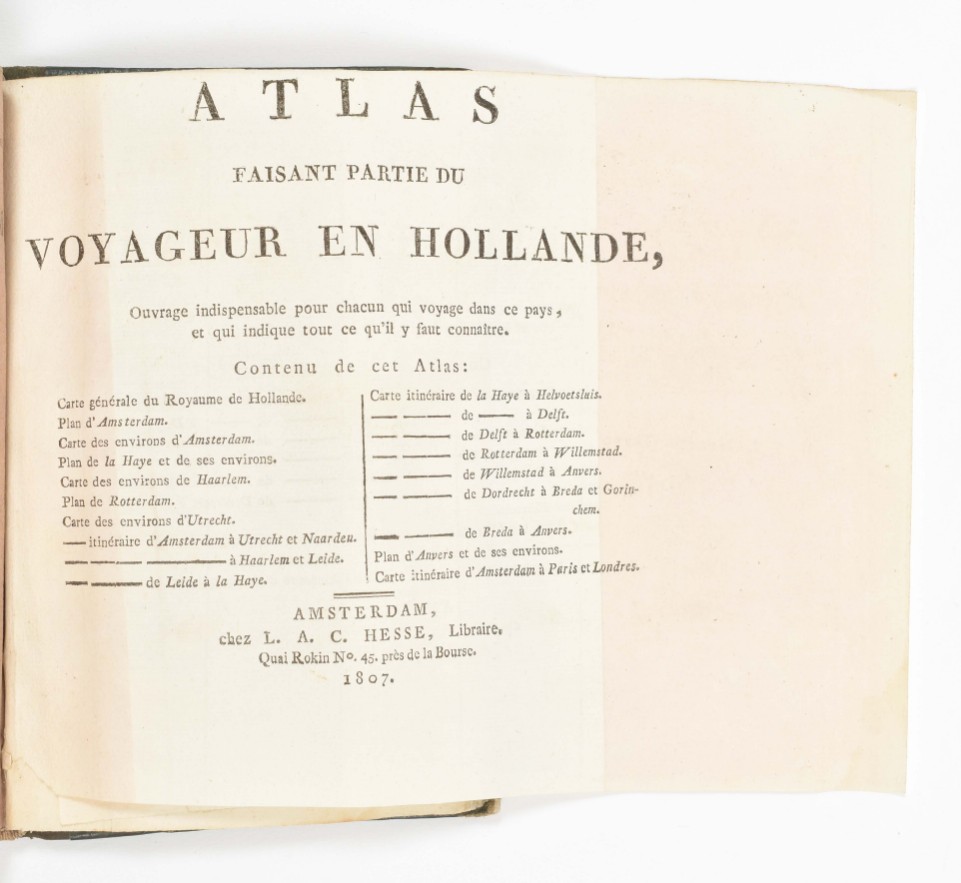 ATLAS
FAISANT PARTIE DU
VOYAGEUR EN HOLLANDE,
Ouvrage indispensable pour chacun qui voyage dans ce pays,
et qui indique tout ce qu'il y faut connaître.
Contenu de cet Atlas:
Carte générale du Royaume de Hollande.
Plan d'Amsterdam.
Carte des environs d'Amsterdam.
Plan de la Haye et de ses environs.
Carte des environs de Haarlem.
Plan de Rotterdam.
Carte des environs d'Utrecht.
— itinéraire d'Amsterdam à Utrecht et Naarden.
— — — — à Haarlem et Leide.
— — de Leide à la Haye.
Carte itinéraire de la Haye à Helvoetsluis.
— — de — à Delft.
— — de Delft à Rotterdam.
— — de Rotterdam à Willemstad.
— — de Willemstad à Anvers.
— — de Dordrecht à Breda et Gorin-
chem.
— — de Breda à Anvers.
Plan d'Anvers et de ses environs.
Carte itinéraire d'Amsterdam à Paris et Londres.
AMSTERDAM,
chez L. A. C. HESSE, Libraire.
Quai Rokin No. 45. près de la Bourse.
1807.